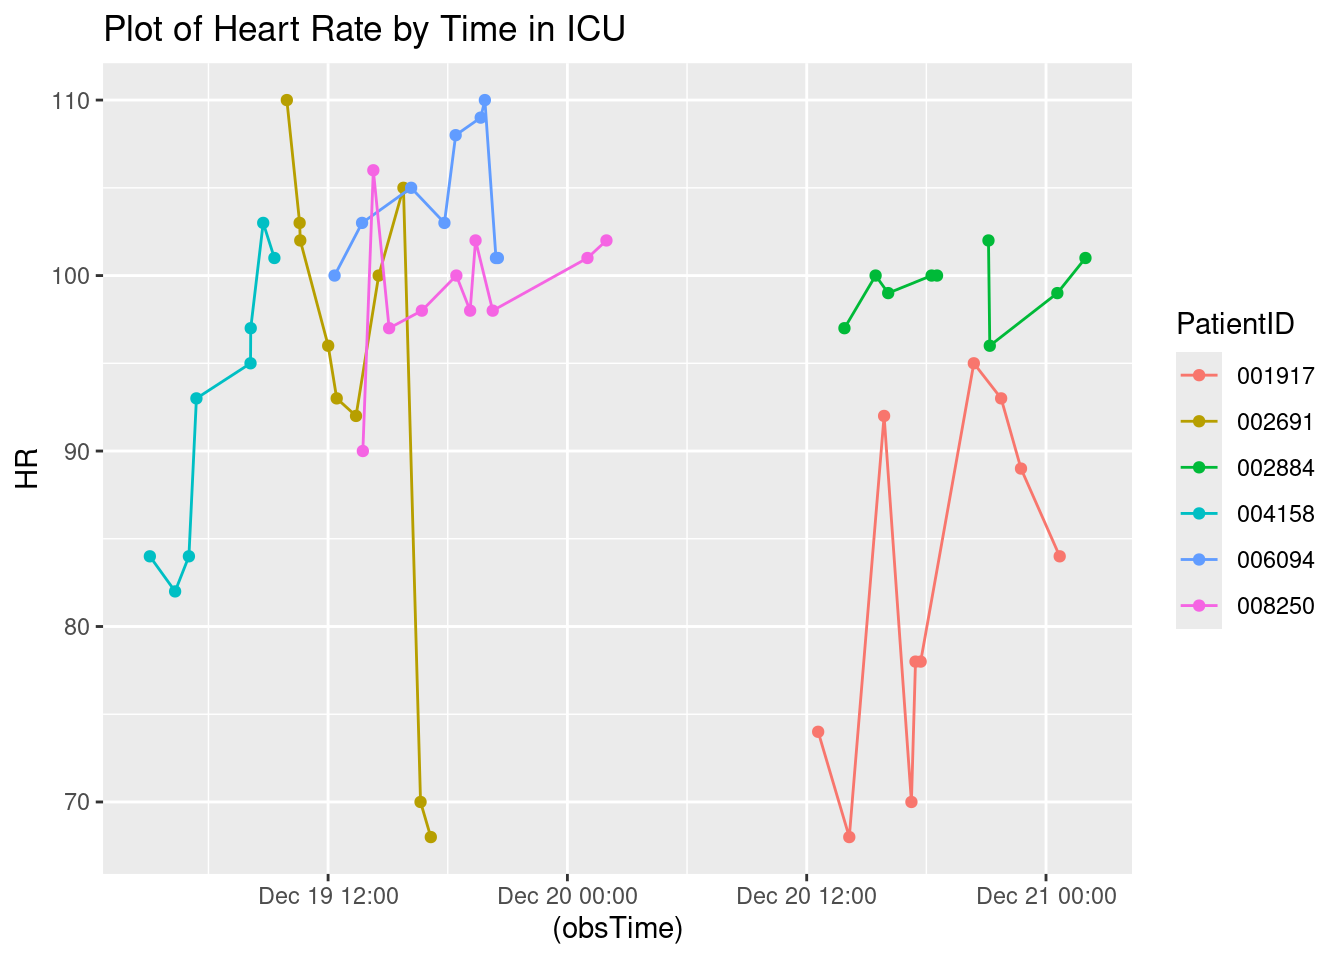 Plot of Heart Rate by Time in ICU
110
100
90
80
70
HR
Dec 19 12:00 Dec 20 00:00 Dec 20 12:00 Dec 21 00:00
(obsTime)
PatientID
001917
002691
002884
004158
006094
008250